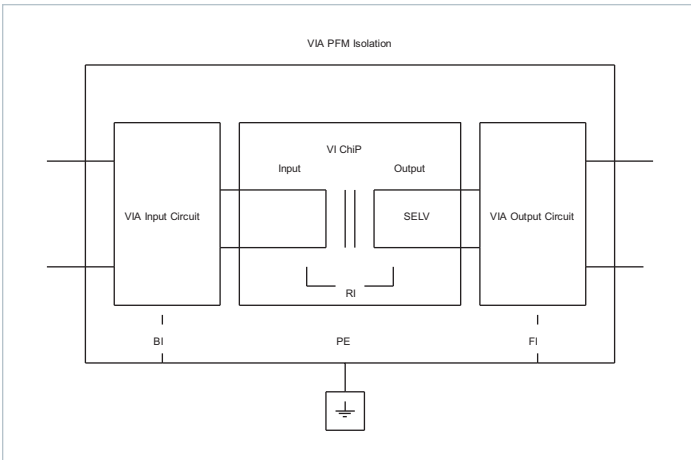 VIA PFM Isolation
VI ChiP
Input
Output
VIA Input Circuit
SELV
VIA Output Circuit
RI
BI
PE
FI